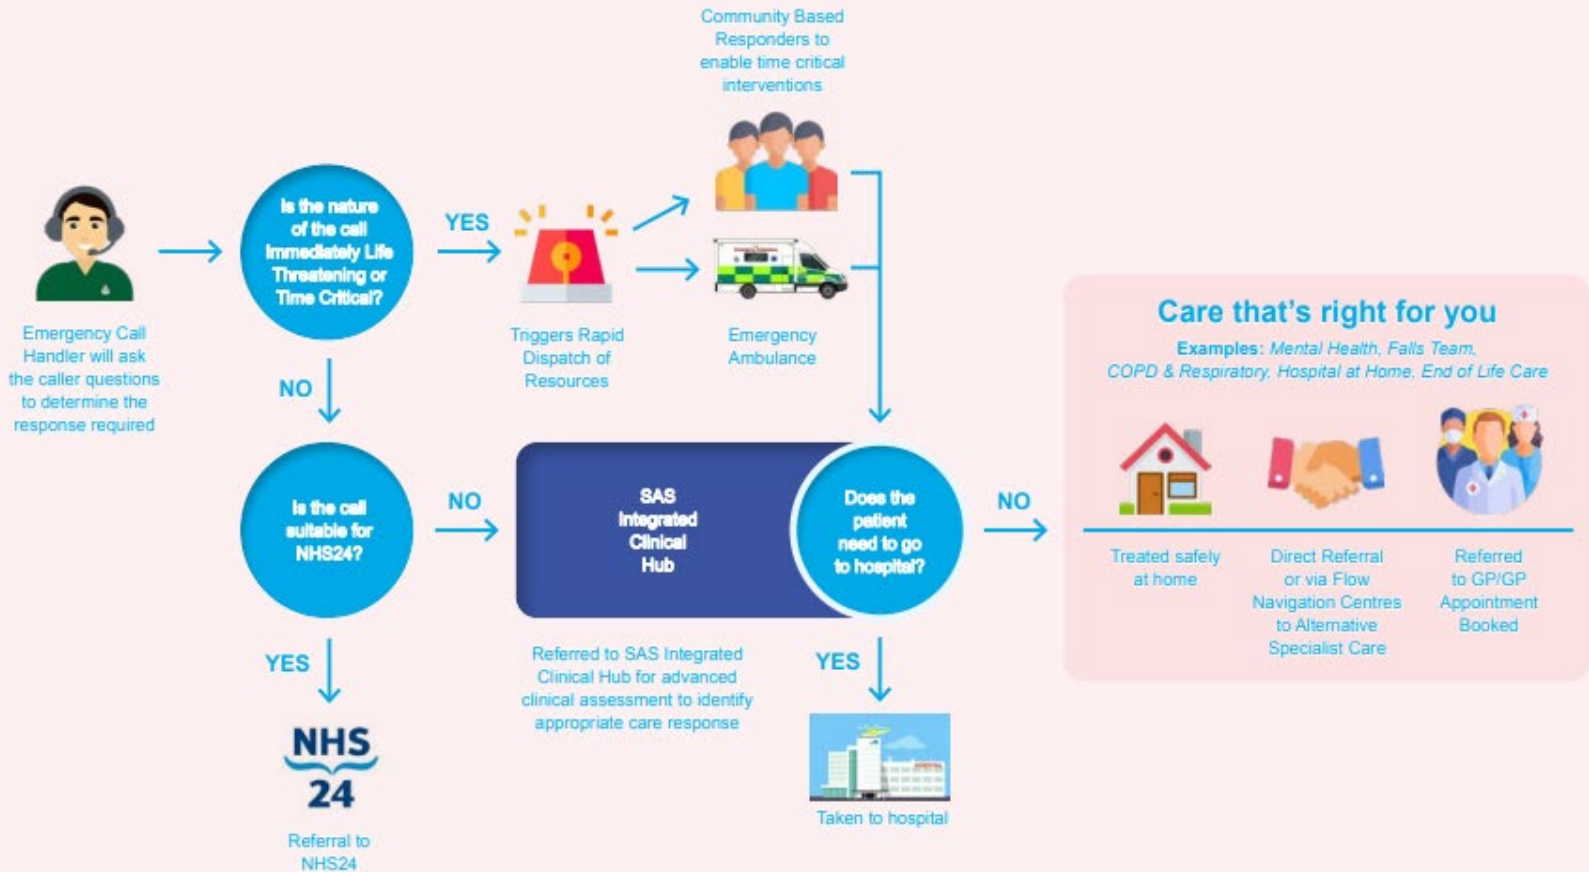 Community Based
Responders to
enable time critical
interventions
Emergency Call
Handler will ask
the caller questions
to determine the
response required
Is the nature
of the call
Immediately Life
Threatening or
Time Critical?
YES
Triggers Rapid
Dispatch of
Resources
Emergency
Ambulance
NO
Is the call
suitable for
NHS24?
NO
SAS
Integrated
Clinical
Hub
Does the
patient
need to go
to hospital?
NO
Care that's right for you
Examples: Mental Health, Falls Team,
COPD & Respiratory, Hospital at Home, End of Life Care
Treated safely
at home
Direct Referral
or via Flow
Navigation Centres
to Alternative
Specialist Care
Referred
to GP/GP
Appointment
Booked
YES
NHS
24
Referral to
NHS24
Referred to SAS Integrated
Clinical Hub for advanced
clinical assessment to identify
appropriate care response
YES
Taken to hospital